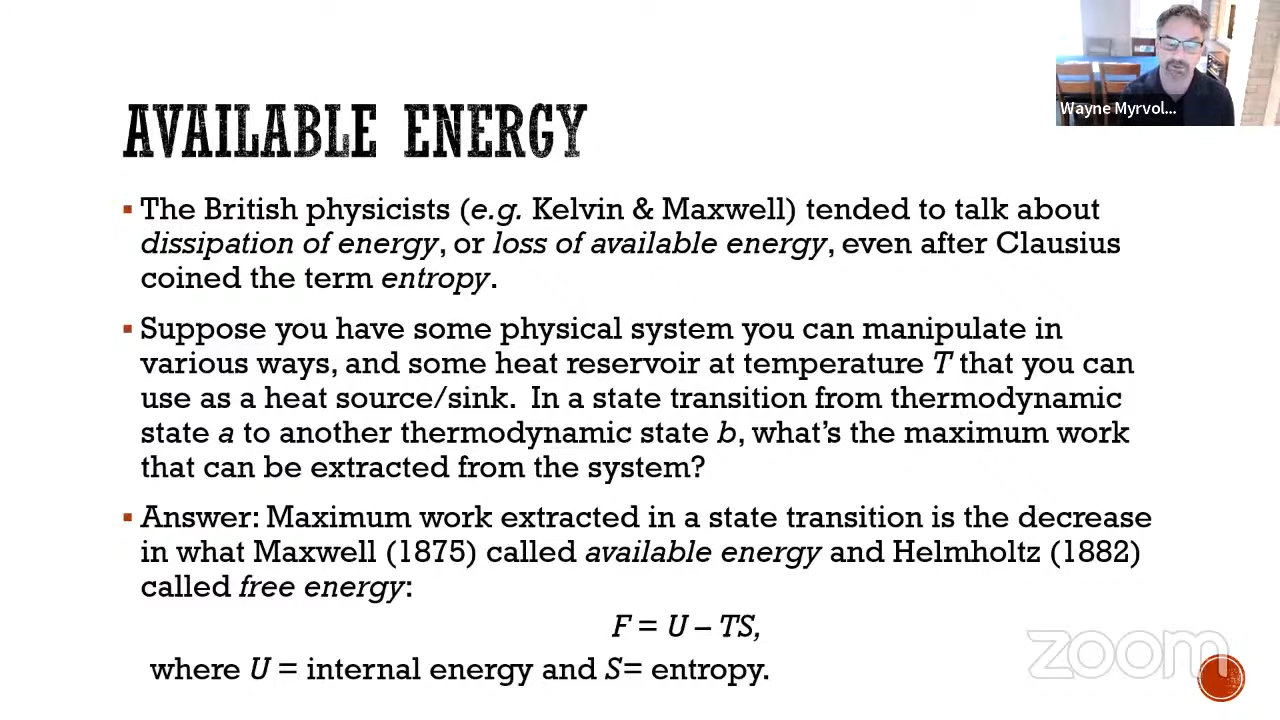 Wayne Myrvol...
AVAILABLE ENERGY
▪ The British physicists (e.g. Kelvin & Maxwell) tended to talk about
dissipation of energy, or loss of available energy, even after Clausius
coined the term entropy.
▪ Suppose you have some physical system you can manipulate in
various ways, and some heat reservoir at temperature T that you can
use as a heat source/sink. In a state transition from thermodynamic
state a to another thermodynamic state b, what's the maximum work
that can be extracted from the system?
▪ Answer: Maximum work extracted in a state transition is the decrease
in what Maxwell (1875) called available energy and Helmholtz (1882)
called free energy:
F = U – TS,
where U = internal energy and S= entropy.
zoom